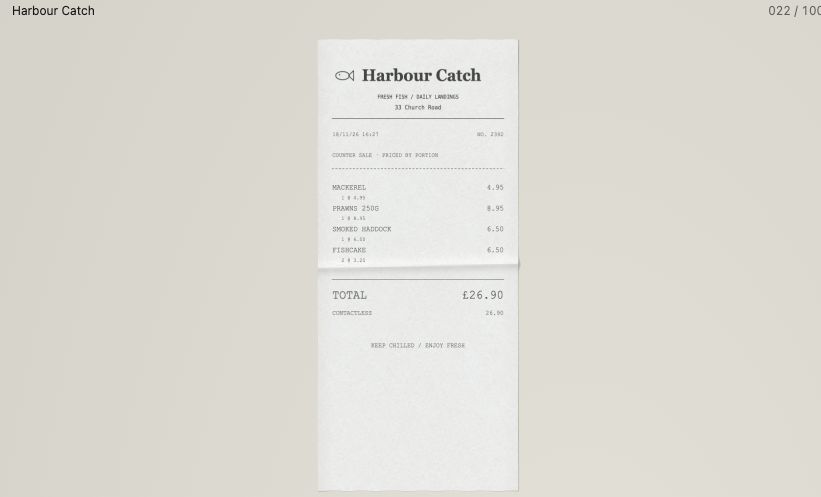 Harbour Catch
022 / 100
Harbour Catch
FRESH FISH / DAILY LANDINGS
33 Church Road
18/11/26 16:27
NO.
COUNTER SALE · PRICED BY PORTION
MACKEREL 4.95
1 @ 4.95
PRAWNS 250G 8.95
1 @ 8.95
SMOKED HADDOCK 6.50
1 @ 6.50
FISHCAKE 6.50
2 @ 3.25
TOTAL £26.90
CONTACTLESS 26.90
KEEP CHILLED / ENJOY FRESH